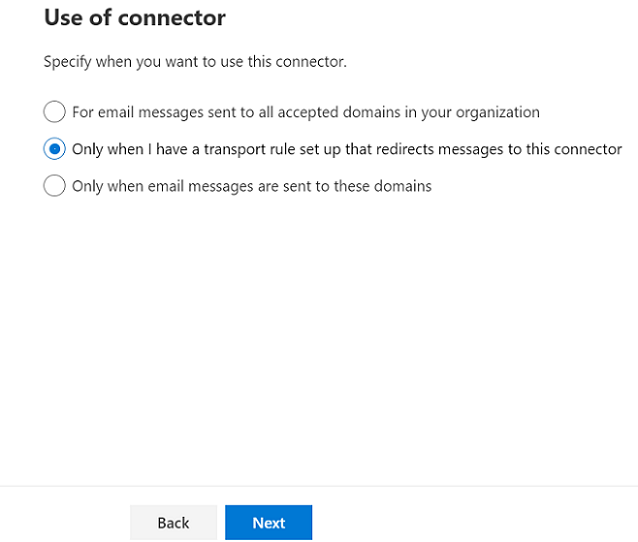 Use of connector
Specify when you want to use this connector.
For email messages sent to all accepted domains in your organization
Only when I have a transport rule set up that redirects messages to this connector
Only when email messages are sent to these domains
Back
Next